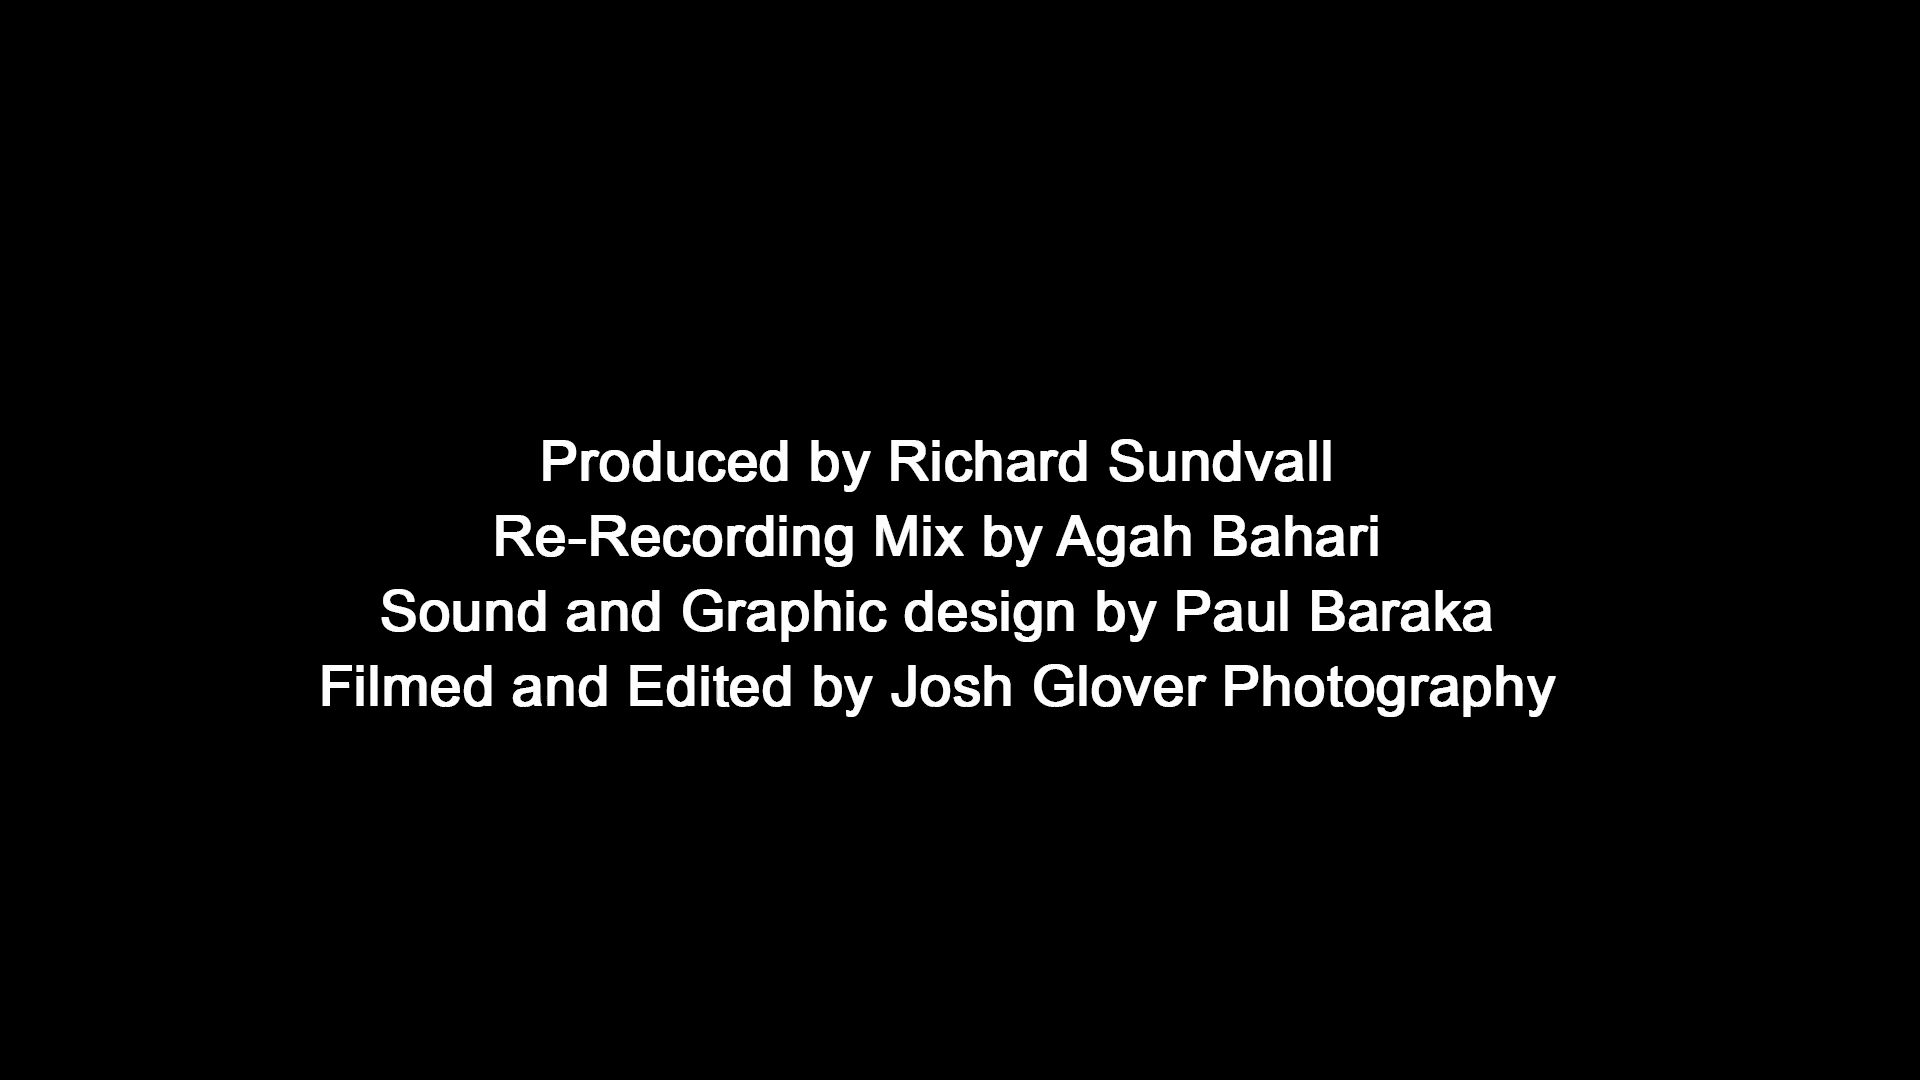 Produced by Richard Sundvall
Re-Recording Mix by Agah Bahari
Sound and Graphic design by Paul Baraka
Filmed and Edited by Josh Glover Photography